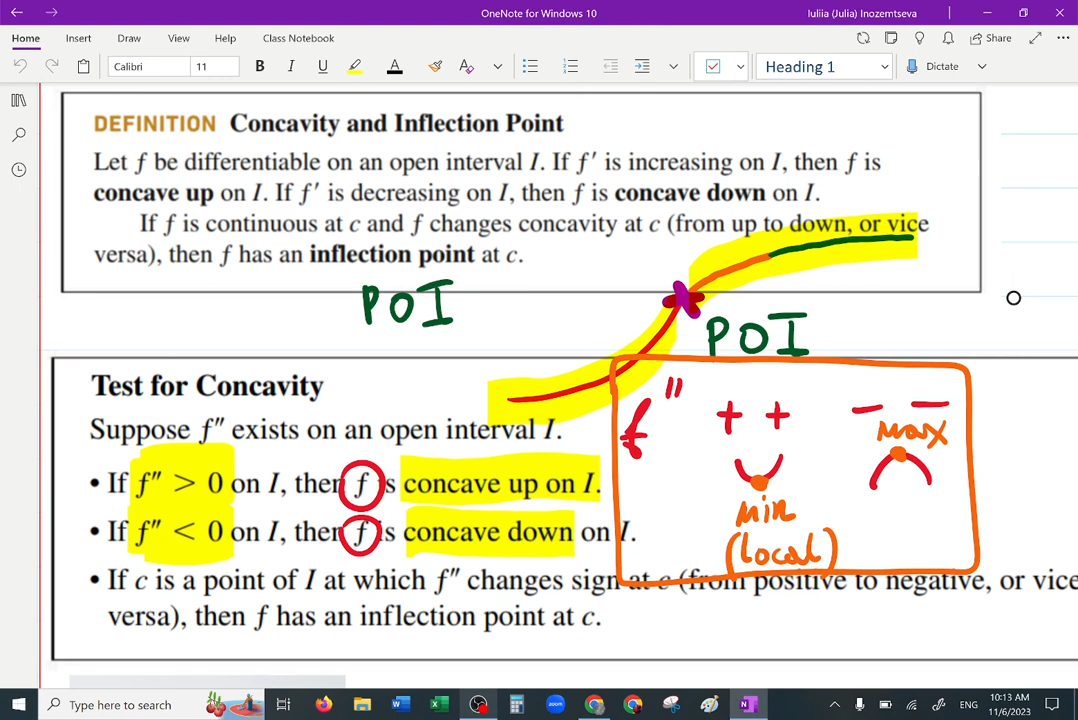 OneNote for Windows 10
Iuliia (Julia) Inozemtseva
Home Insert Draw View Help Class Notebook
Share
Calibri 11 B I U A Heading 1 Dictate
DEFINITION Concavity and Inflection Point
Let f be differentiable on an open interval I. If f′ is increasing on I, then f is
concave up on I. If f′ is decreasing on I, then f is concave down on I.
If f is continuous at c and f changes concavity at c (from up to down, or vice
versa), then f has an inflection point at c.
POI
POI
Test for Concavity
Suppose f″ exists on an open interval I.
• If f″ > 0 on I, then f is concave up on I.
• If f″ < 0 on I, then f is concave down on I.
• If c is a point of I at which f″ changes sign at c (from positive to negative, or vice
versa), then f has an inflection point at c.
f″ + + − −
max
min
(local)
Type here to search
zoom
ENG
10:13 AM
11/6/2023